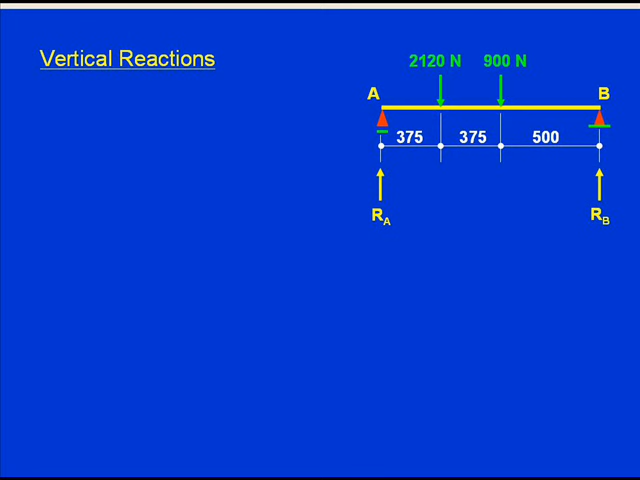 Vertical Reactions
2120 N 900 N
A B
375 375 500
RA RB